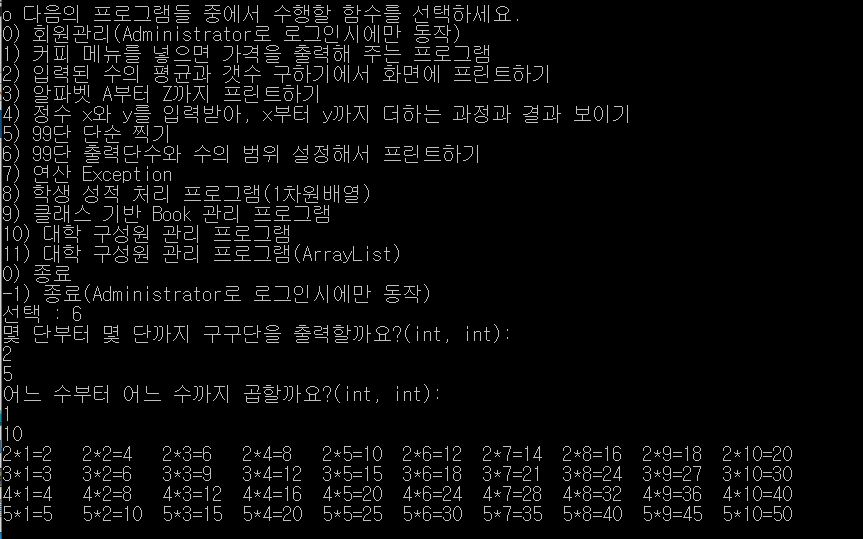 o 다음의 프로그램들 중에서 수행할 함수를 선택하세요.
0) 회원관리(Administrator로 로그인시에만 동작)
1) 커피 메뉴를 넣으면 가격을 출력해 주는 프로그램
2) 입력된 수의 평균과 갯수 구하기에서 화면에 프린트하기
3) 알파벳 A부터 Z까지 프린트하기
4) 정수 x와 y를 입력받아, x부터 y까지 더하는 과정과 결과 보이기
5) 99단 단순 찍기
6) 99단 출력단수와 수의 범위 설정해서 프린트하기
7) 연산 Exception
8) 학생 성적 처리 프로그램(1차원배열)
9) 클래스 기반 Book 관리 프로그램
10) 대학 구성원 관리 프로그램
11) 대학 구성원 관리 프로그램(ArrayList)
0) 종료
-1) 종료(Administrator로 로그인시에만 동작)
선택 : 6
몇 단부터 몇 단까지 구구단을 출력할까요?(int, int):
2
5
어느 수부터 어느 수까지 곱할까요?(int, int):
1
10
2*1=2 2*2=4 2*3=6 2*4=8 2*5=10 2*6=12 2*7=14 2*8=16 2*9=18 2*10=20
3*1=3 3*2=6 3*3=9 3*4=12 3*5=15 3*6=18 3*7=21 3*8=24 3*9=27 3*10=30
4*1=4 4*2=8 4*3=12 4*4=16 4*5=20 4*6=24 4*7=28 4*8=32 4*9=36 4*10=40
5*1=5 5*2=10 5*3=15 5*4=20 5*5=25 5*6=30 5*7=35 5*8=40 5*9=45 5*10=50